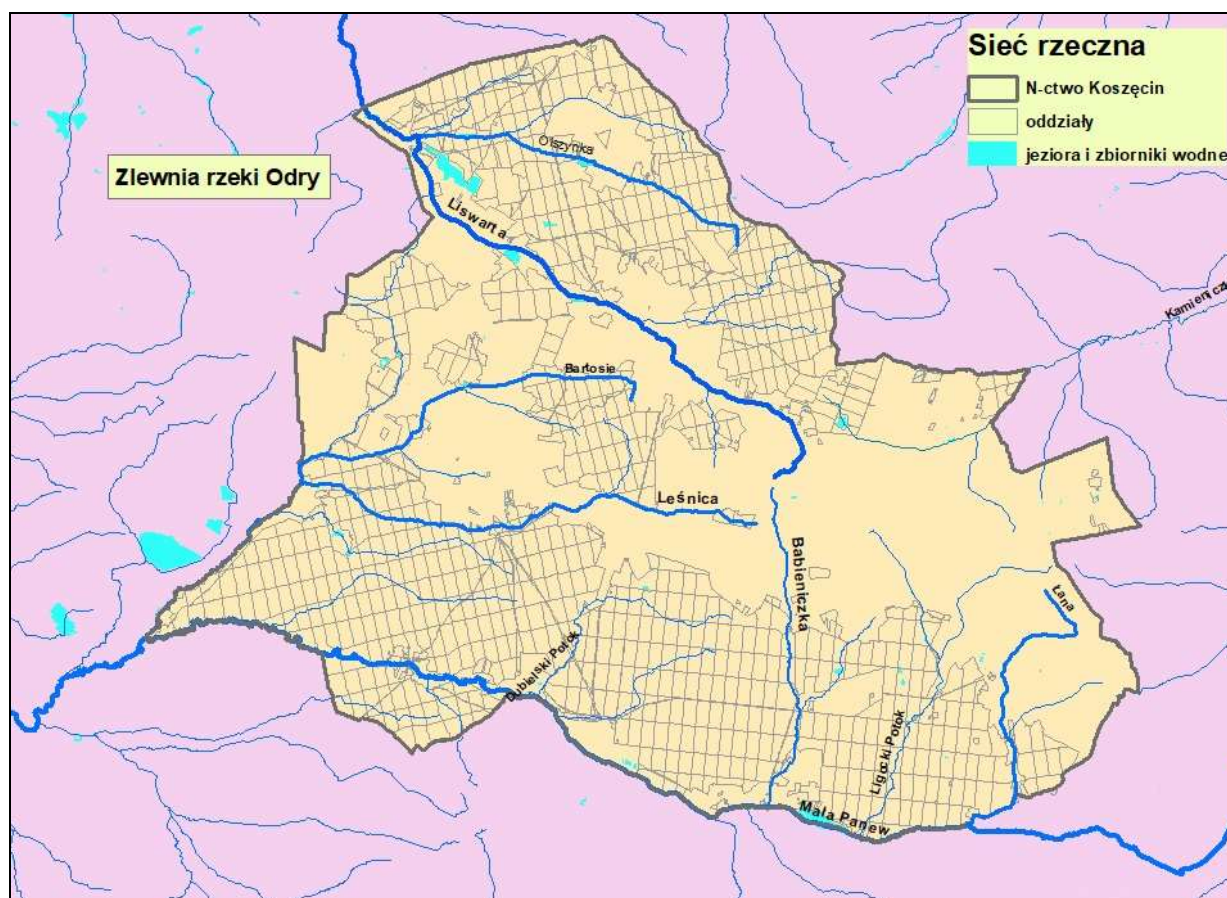 Sieć rzeczna
N-ctwo Koszęcin
oddziały
jeziora i zbiorniki wodne
Zlewnia rzeki Odry
Olszynka
Liswarta
Kamieniczk
Bartosie
Leśnica
Babieniczka
Łana
Dubielski Potok
Ligocki Potok
Mała Panew